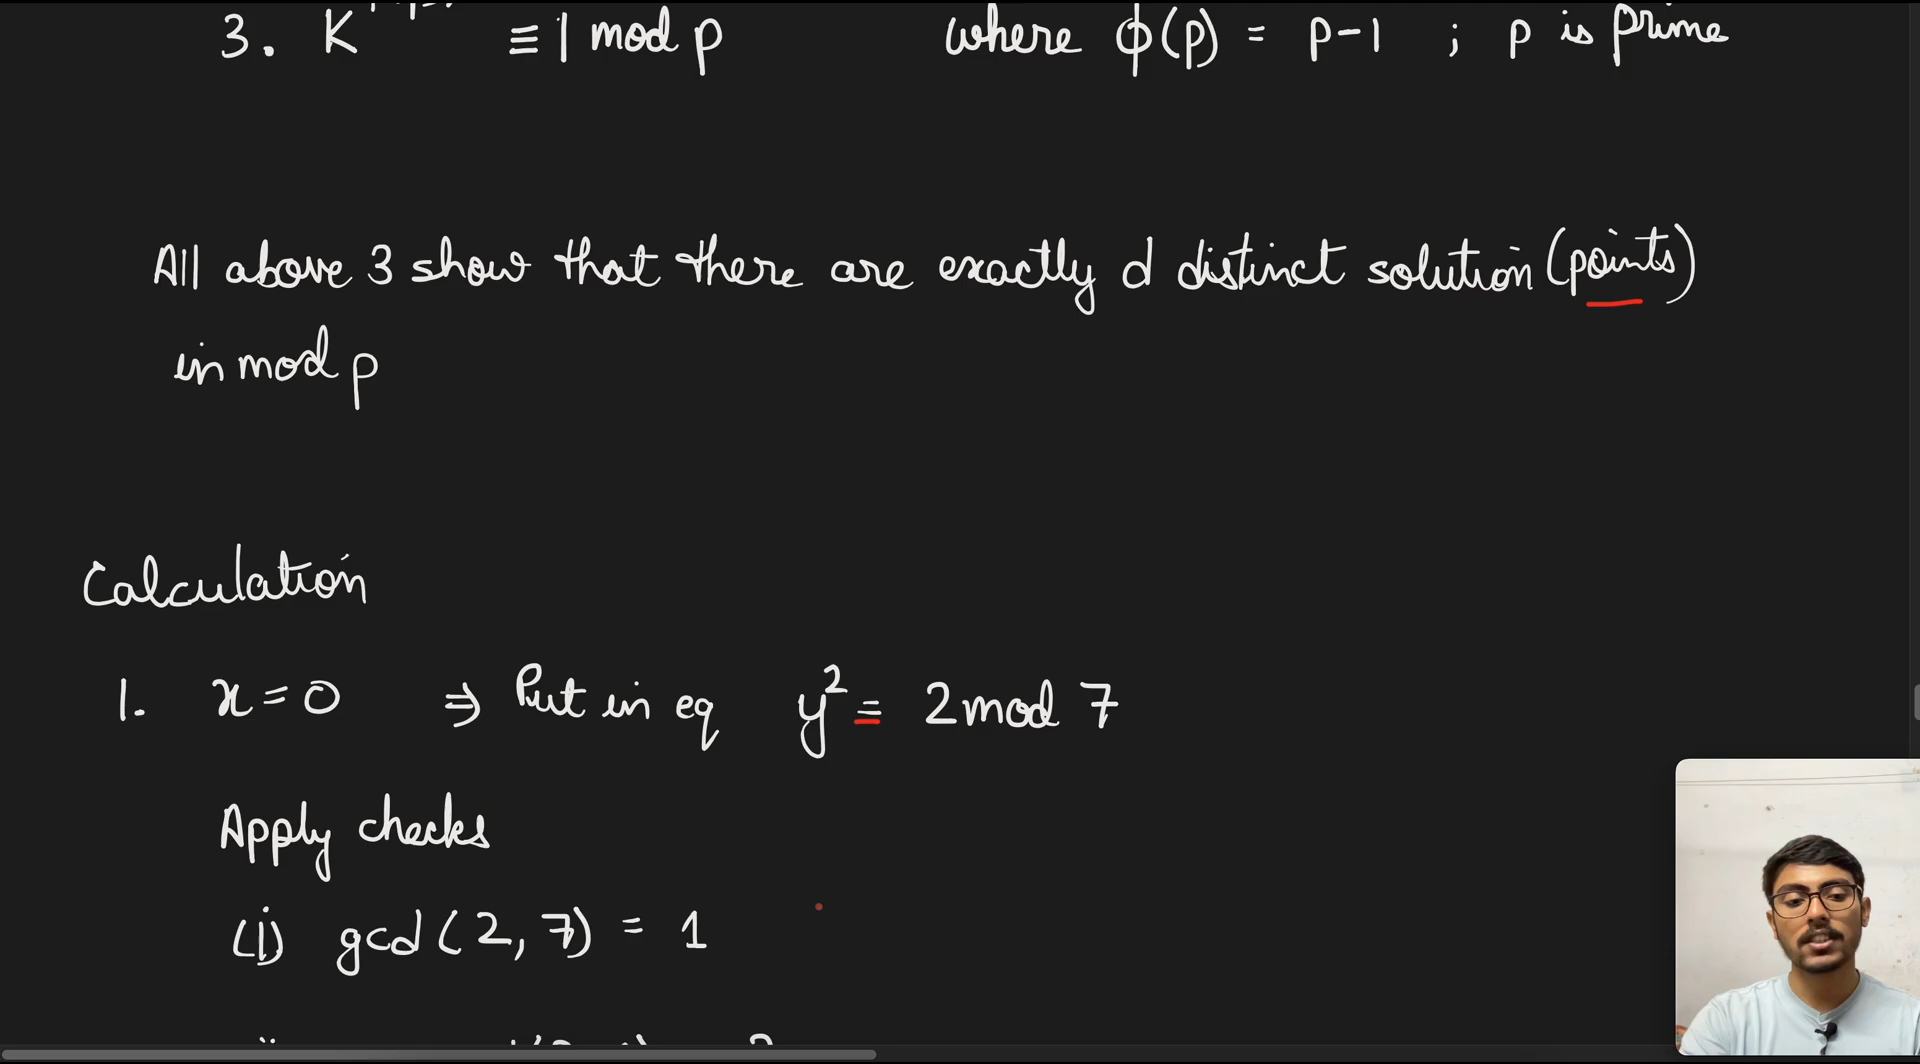 3. K ≡ 1 mod p where ϕ(p) = p-1 ; p is prime
All above 3 show that there are exactly d distinct solution (points)
in mod p
Calculation
1. x = 0 ⇒ Put in eq y² = 2 mod 7
Apply checks
(i) gcd (2, 7) = 1